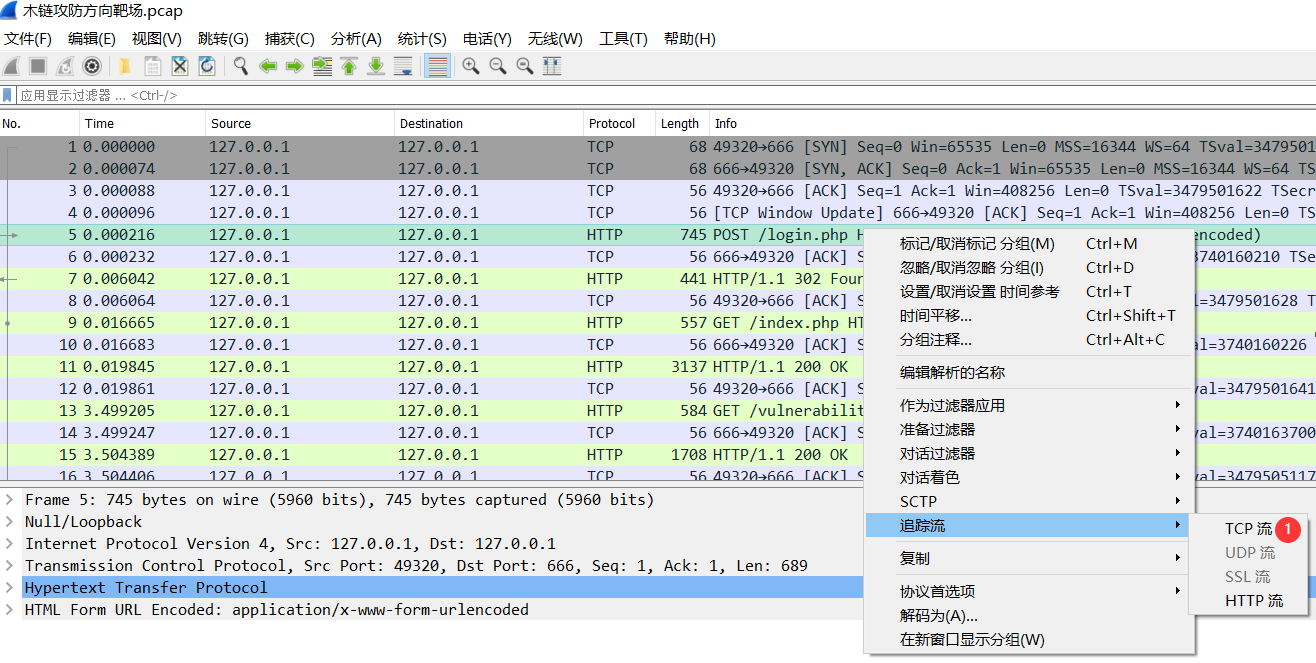 木链攻防方向靶场.pcap
文件(F) 编辑(E) 视图(V) 跳转(G) 捕获(C) 分析(A) 统计(S) 电话(Y) 无线(W) 工具(T) 帮助(H)
应用显示过滤器 … <Ctrl-/>
No. Time Source Destination Protocol Length Info
1 0.000000 127.0.0.1 127.0.0.1 TCP 68 49320→666 [SYN] Seq=0 Win=65535 Len=0 MSS=16344 WS=64 TSval=3479501
2 0.000074 127.0.0.1 127.0.0.1 TCP 68 666→49320 [SYN, ACK] Seq=0 Ack=1 Win=65535 Len=0 MSS=16344 WS=64 TS
3 0.000088 127.0.0.1 127.0.0.1 TCP 56 49320→666 [ACK] Seq=1 Ack=1 Win=408256 Len=0 TSval=3479501622 TSecr
4 0.000096 127.0.0.1 127.0.0.1 TCP 56 [TCP Window Update] 666→49320 [ACK] Seq=1 Ack=1 Win=408256 Len=0 TS
5 0.000216 127.0.0.1 127.0.0.1 HTTP 745 POST /login.php H encoded)
6 0.000232 127.0.0.1 127.0.0.1 TCP 56 666→49320 [ACK] S 3740160210 TSe
7 0.006042 127.0.0.1 127.0.0.1 HTTP 441 HTTP/1.1 302 Foun
8 0.006064 127.0.0.1 127.0.0.1 TCP 56 49320→666 [ACK] S l=3479501628 T
9 0.016665 127.0.0.1 127.0.0.1 HTTP 557 GET /index.php HT
10 0.016683 127.0.0.1 127.0.0.1 TCP 56 666→49320 [ACK] S al=3740160226
11 0.019845 127.0.0.1 127.0.0.1 HTTP 3137 HTTP/1.1 200 OK
12 0.019861 127.0.0.1 127.0.0.1 TCP 56 49320→666 [ACK] S val=3479501641
13 3.499205 127.0.0.1 127.0.0.1 HTTP 584 GET /vulnerabilit
14 3.499247 127.0.0.1 127.0.0.1 TCP 56 666→49320 [ACK] S val=3740163700
15 3.504389 127.0.0.1 127.0.0.1 HTTP 1708 HTTP/1.1 200 OK
16 3.504406 127.0.0.1 127.0.0.1 TCP 56 49320→666 [ACK] S val=3479505117
标记/取消标记 分组(M) Ctrl+M
忽略/取消忽略 分组(I) Ctrl+D
设置/取消设置 时间参考 Ctrl+T
时间平移... Ctrl+Shift+T
分组注释... Ctrl+Alt+C
编辑解析的名称
作为过滤器应用
准备过滤器
对话过滤器
对话着色
SCTP
追踪流
复制
协议首选项
解码为(A)...
在新窗口显示分组(W)
TCP 流 1
UDP 流
SSL 流
HTTP 流
Frame 5: 745 bytes on wire (5960 bits), 745 bytes captured (5960 bits)
Null/Loopback
Internet Protocol Version 4, Src: 127.0.0.1, Dst: 127.0.0.1
Transmission Control Protocol, Src Port: 49320, Dst Port: 666, Seq: 1, Ack: 1, Len: 689
Hypertext Transfer Protocol
HTML Form URL Encoded: application/x-www-form-urlencoded